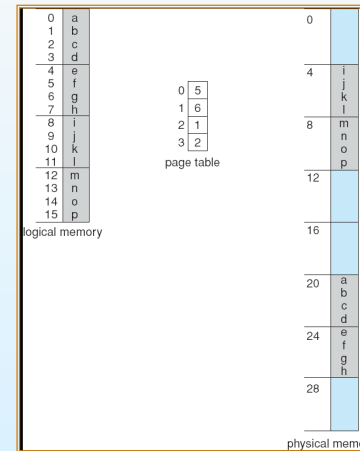 0 a
1 b
2 c
3 d
4 e
5 f
6 g
7 h
8 i
9 j
10 k
11 l
12 m
13 n
14 o
15 p
logical memory
0 5
1 6
2 1
3 2
page table
0
4 i
j
k
l
8 m
n
o
p
12
16
20 a
b
c
d
24 e
f
g
h
28
physical mem